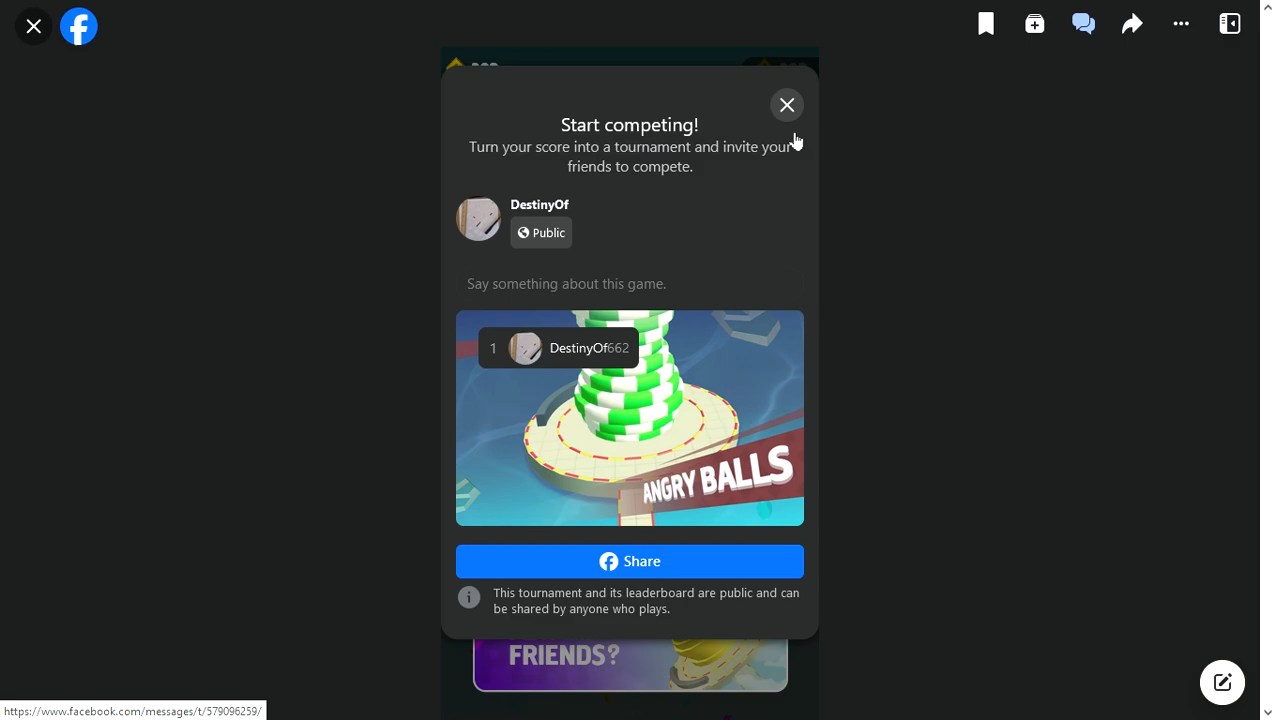 Start competing!
Turn your score into a tournament and invite your
friends to compete.
DestinyOf
Public
Say something about this game.
1 DestinyOf662
ANGRY BALLS
Share
This tournament and its leaderboard are public and can
be shared by anyone who plays.
FRIENDS?
https://www.facebook.com/messages/t/579096259/